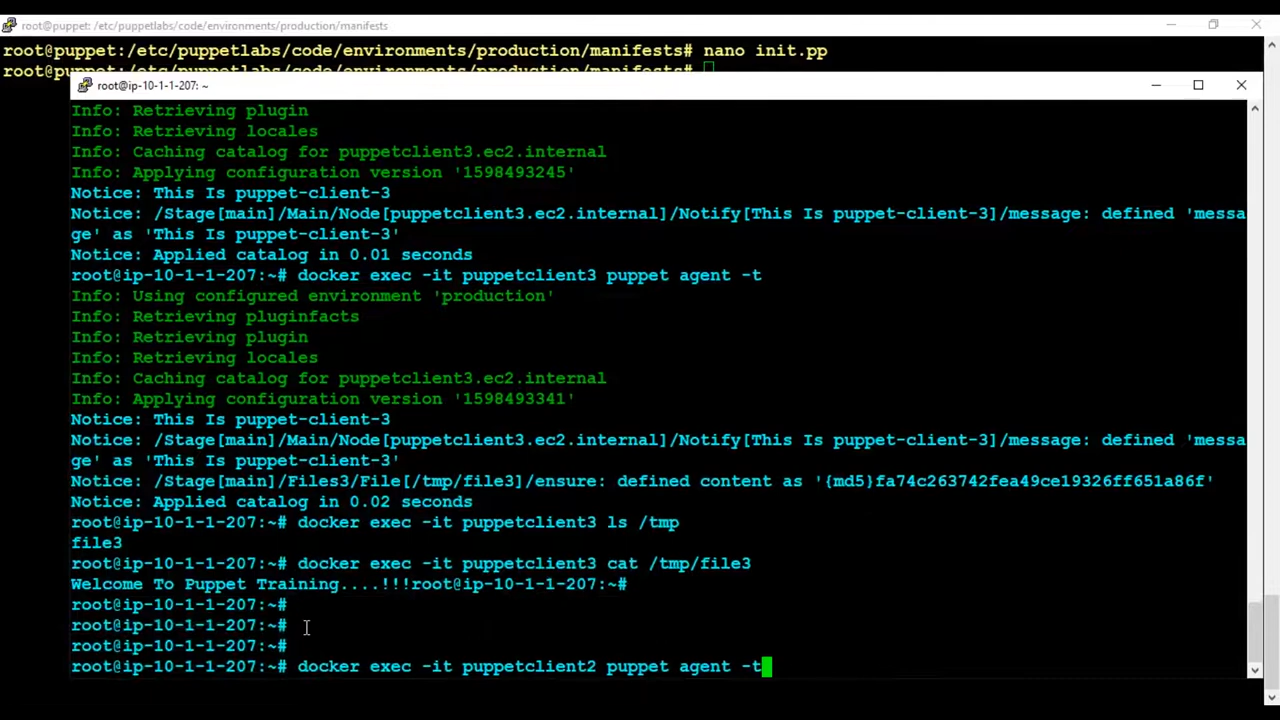 root@puppet: /etc/puppetlabs/code/environments/production/manifests
root@puppet:/etc/puppetlabs/code/environments/production/manifests# nano init.pp
root@puppet:/etc/puppetlabs/code/environments/production/manifests#
root@ip-10-1-1-207: ~
Info: Retrieving plugin
Info: Retrieving locales
Info: Caching catalog for puppetclient3.ec2.internal
Info: Applying configuration version '1598493245'
Notice: This Is puppet-client-3
Notice: /Stage[main]/Main/Node[puppetclient3.ec2.internal]/Notify[This Is puppet-client-3]/message: defined 'messa
ge' as 'This Is puppet-client-3'
Notice: Applied catalog in 0.01 seconds
root@ip-10-1-1-207:~# docker exec -it puppetclient3 puppet agent -t
Info: Using configured environment 'production'
Info: Retrieving pluginfacts
Info: Retrieving plugin
Info: Retrieving locales
Info: Caching catalog for puppetclient3.ec2.internal
Info: Applying configuration version '1598493341'
Notice: This Is puppet-client-3
Notice: /Stage[main]/Main/Node[puppetclient3.ec2.internal]/Notify[This Is puppet-client-3]/message: defined 'messa
ge' as 'This Is puppet-client-3'
Notice: /Stage[main]/Files3/File[/tmp/file3]/ensure: defined content as '{md5}fa74c263742fea49ce19326ff651a86f'
Notice: Applied catalog in 0.02 seconds
root@ip-10-1-1-207:~# docker exec -it puppetclient3 ls /tmp
file3
root@ip-10-1-1-207:~# docker exec -it puppetclient3 cat /tmp/file3
Welcome To Puppet Training....!!!root@ip-10-1-1-207:~#
root@ip-10-1-1-207:~#
root@ip-10-1-1-207:~#
root@ip-10-1-1-207:~#
root@ip-10-1-1-207:~# docker exec -it puppetclient2 puppet agent -t